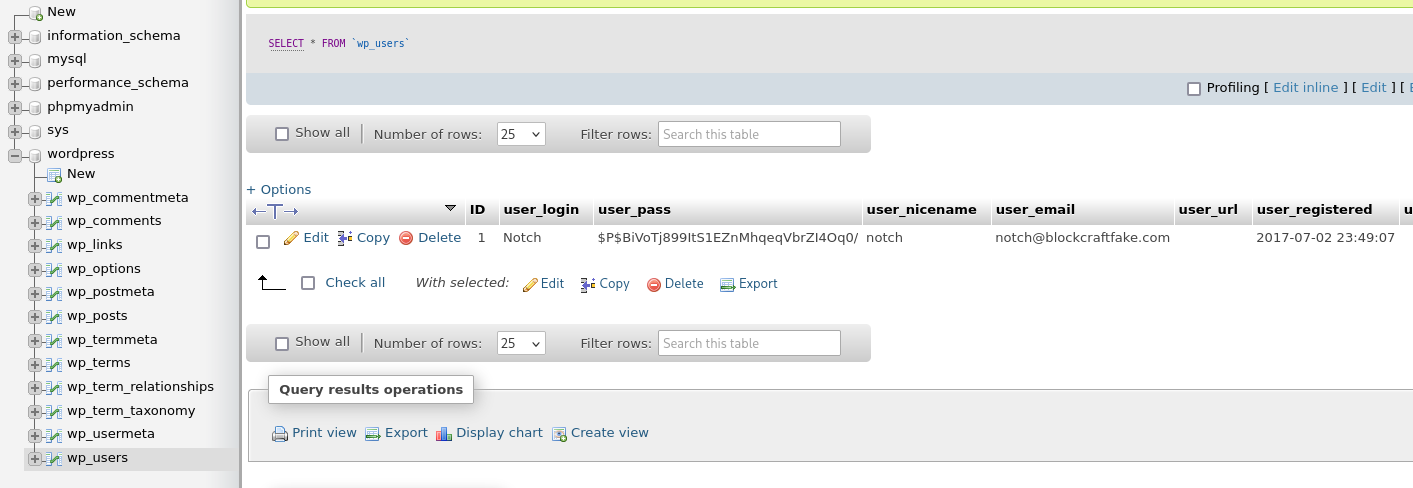 New
information_schema
mysql
performance_schema
phpmyadmin
sys
wordpress
New
wp_commentmeta
wp_comments
wp_links
wp_options
wp_postmeta
wp_posts
wp_termmeta
wp_terms
wp_term_relationships
wp_term_taxonomy
wp_usermeta
wp_users
SELECT * FROM `wp_users`
Profiling [ Edit inline ] [ Edit ] [
Show all | Number of rows: 25 Filter rows: Search this table
+ Options
ID user_login user_pass user_nicename user_email user_url user_registered u
Edit Copy Delete 1 Notch $P$BiVoTj899ItS1EZnMhqeqVbrZI4Oq0/ notch notch@blockcraftfake.com 2017-07-02 23:49:07
Check all With selected: Edit Copy Delete Export
Show all | Number of rows: 25 Filter rows: Search this table
Query results operations
Print view Export Display chart Create view